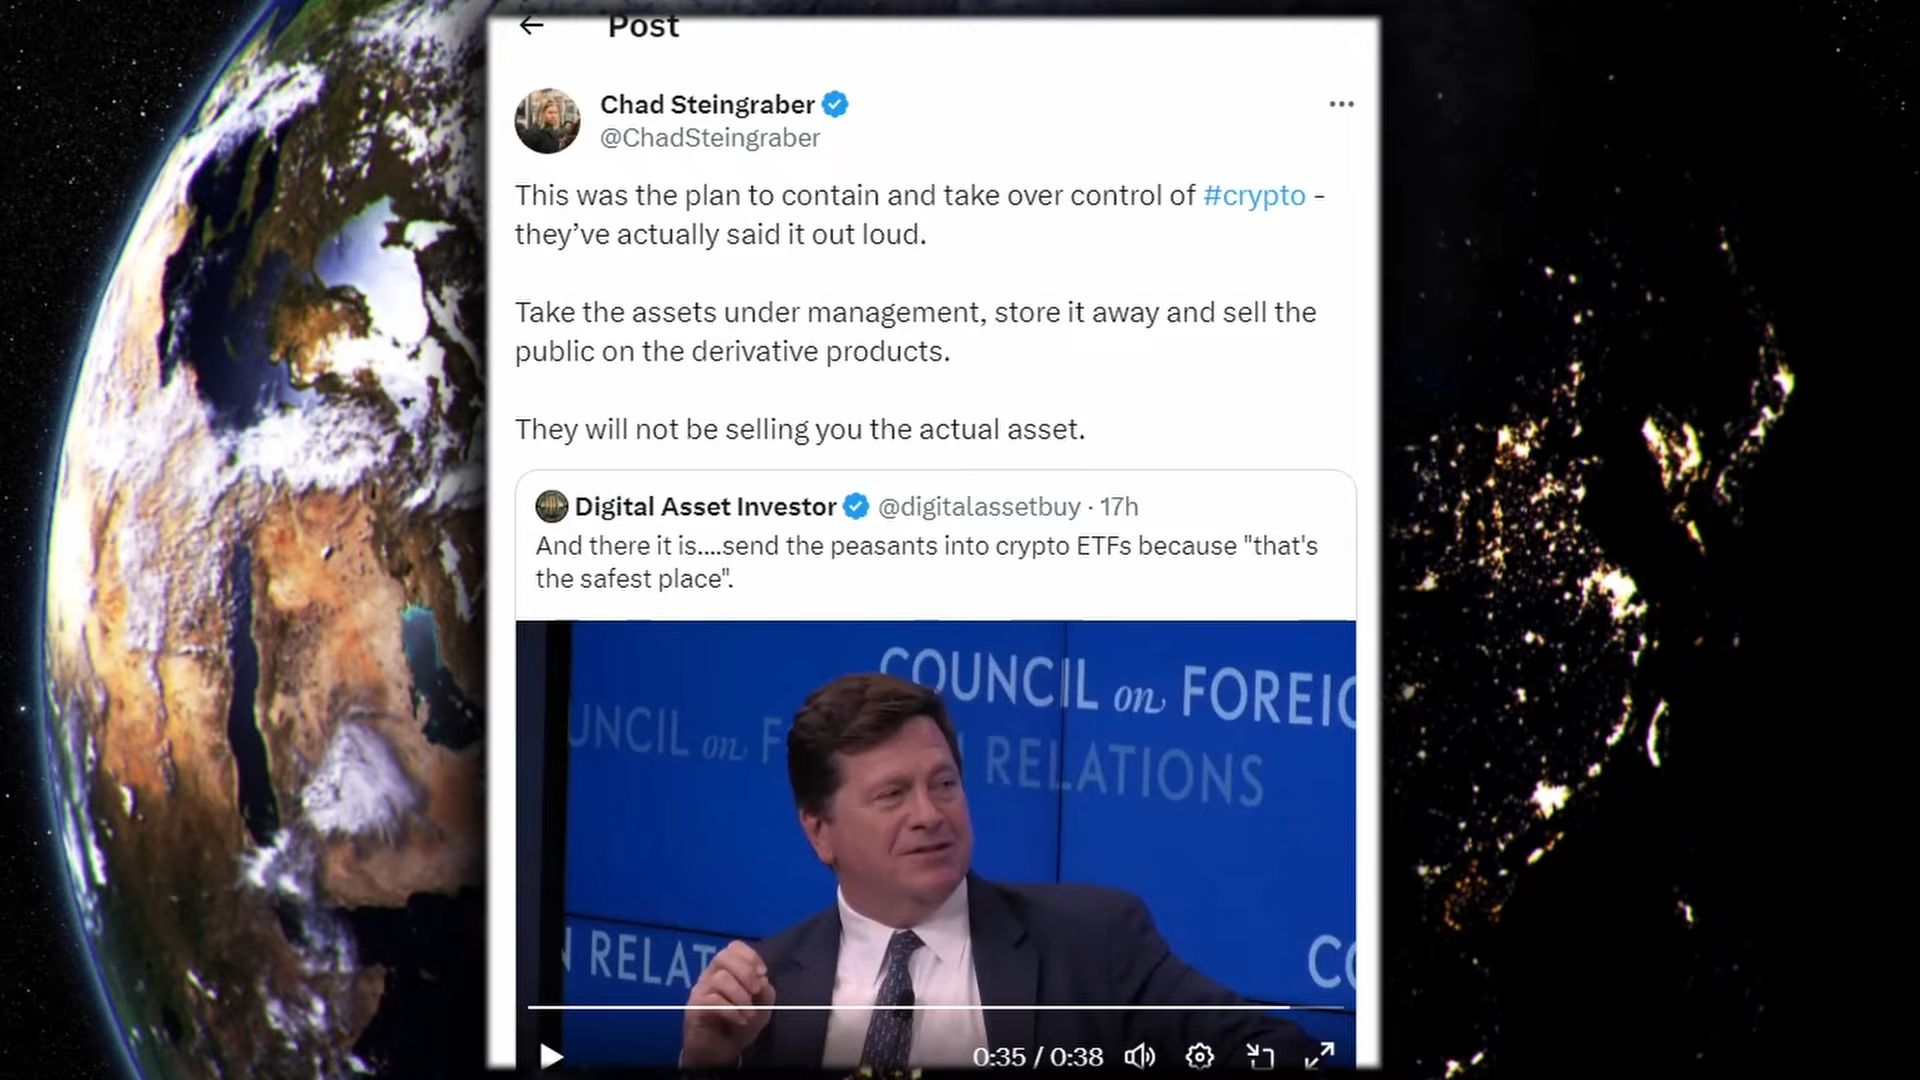 Post
Chad Steingraber
@ChadSteingraber
This was the plan to contain and take over control of #crypto -
they’ve actually said it out loud.
Take the assets under management, store it away and sell the
public on the derivative products.
They will not be selling you the actual asset.
Digital Asset Investor @digitalassetbuy · 17h
And there it is....send the peasants into crypto ETFs because "that's
the safest place".
COUNCIL on FOREIG
UNCIL on F
N RELATIONS
N RELAT
CO
0:35 / 0:38